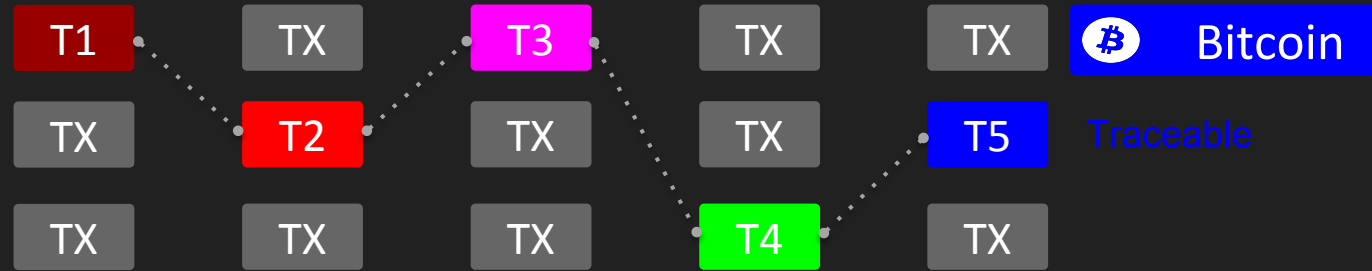 T1 TX T3 TX TX Bitcoin
TX T2 TX TX T5 Traceable
TX TX TX T4 TX